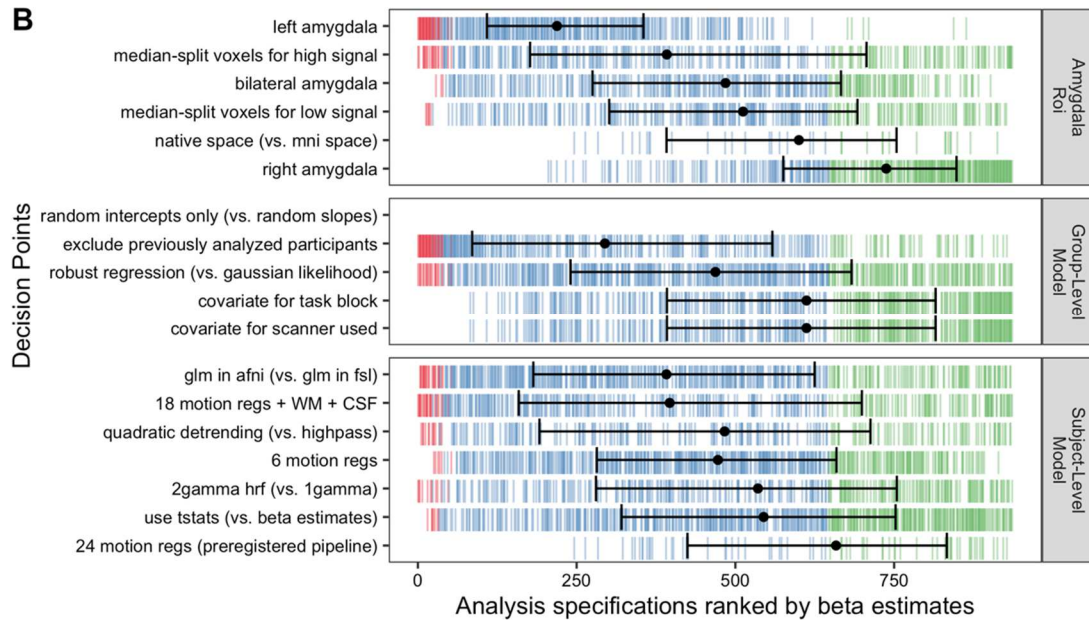 B
left amygdala
median-split voxels for high signal
bilateral amygdala
median-split voxels for low signal
native space (vs. mni space)
right amygdala
Amygdala
Roi
random intercepts only (vs. random slopes)
exclude previously analyzed participants
robust regression (vs. gaussian likelihood)
covariate for task block
covariate for scanner used
Group-Level
Model
Decision Points
glm in afni (vs. glm in fsl)
18 motion regs + WM + CSF
quadratic detrending (vs. highpass)
6 motion regs
2gamma hrf (vs. 1gamma)
use tstats (vs. beta estimates)
24 motion regs (preregistered pipeline)
Subject-Level
Model
0 250 500 750
Analysis specifications ranked by beta estimates